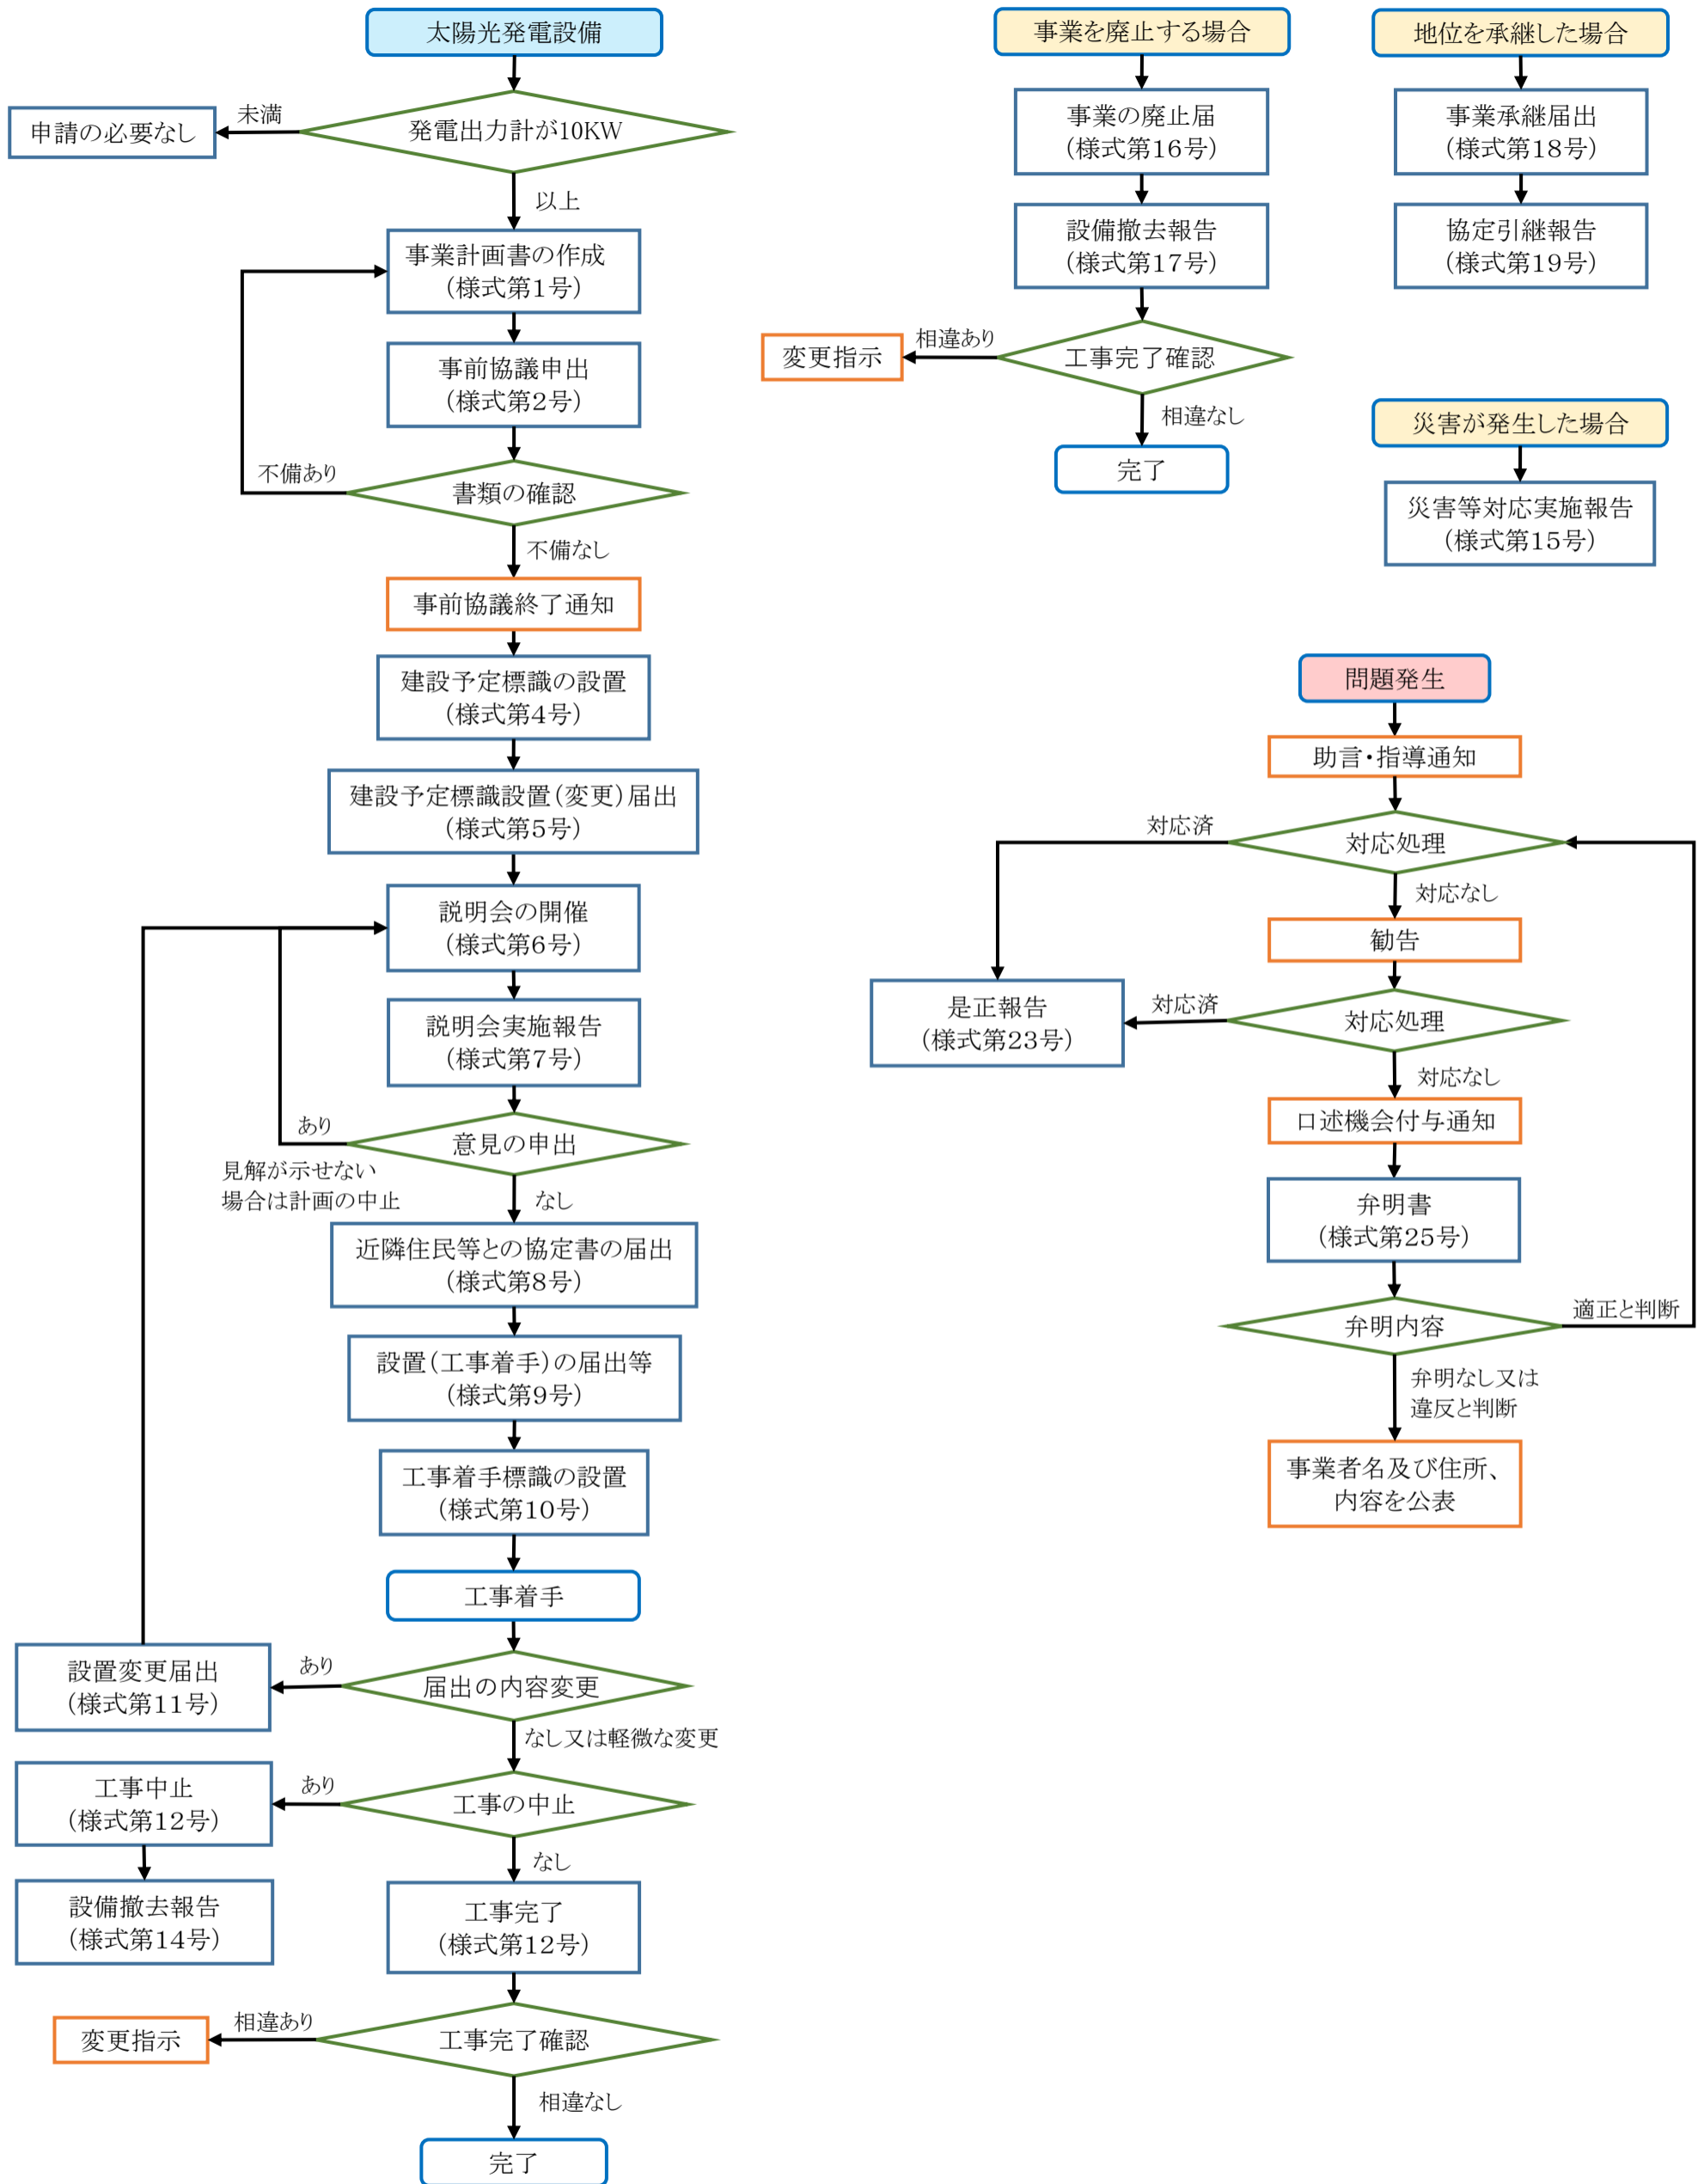 太陽光発電設備
発電出力計が10KW
未満
申請の必要なし
以上
事業計画書の作成
（様式第1号）
事前協議申出
（様式第2号）
書類の確認
不備あり
不備なし
事前協議終了通知
建設予定標識の設置
（様式第4号）
建設予定標識設置（変更）届出
（様式第5号）
説明会の開催
（様式第6号）
説明会実施報告
（様式第7号）
意見の申出
あり
見解が示せない
場合は計画の中止
なし
近隣住民等との協定書の届出
（様式第8号）
設置（工事着手）の届出等
（様式第9号）
工事着手標識の設置
（様式第10号）
工事着手
届出の内容変更
あり
設置変更届出
（様式第11号）
なし又は軽微な変更
工事の中止
あり
工事中止
（様式第12号）
設備撤去報告
（様式第14号）
なし
工事完了
（様式第12号）
工事完了確認
相違あり
変更指示
相違なし
完了
事業を廃止する場合
事業の廃止届
（様式第16号）
設備撤去報告
（様式第17号）
工事完了確認
相違あり
変更指示
相違なし
完了
地位を承継した場合
事業承継届出
（様式第18号）
協定引継報告
（様式第19号）
災害が発生した場合
災害等対応実施報告
（様式第15号）
問題発生
助言・指導通知
対応処理
対応済
対応なし
勧告
対応処理
対応済
是正報告
（様式第23号）
対応なし
口述機会付与通知
弁明書
（様式第25号）
弁明内容
適正と判断
弁明なし又は
違反と判断
事業者名及び住所、
内容を公表